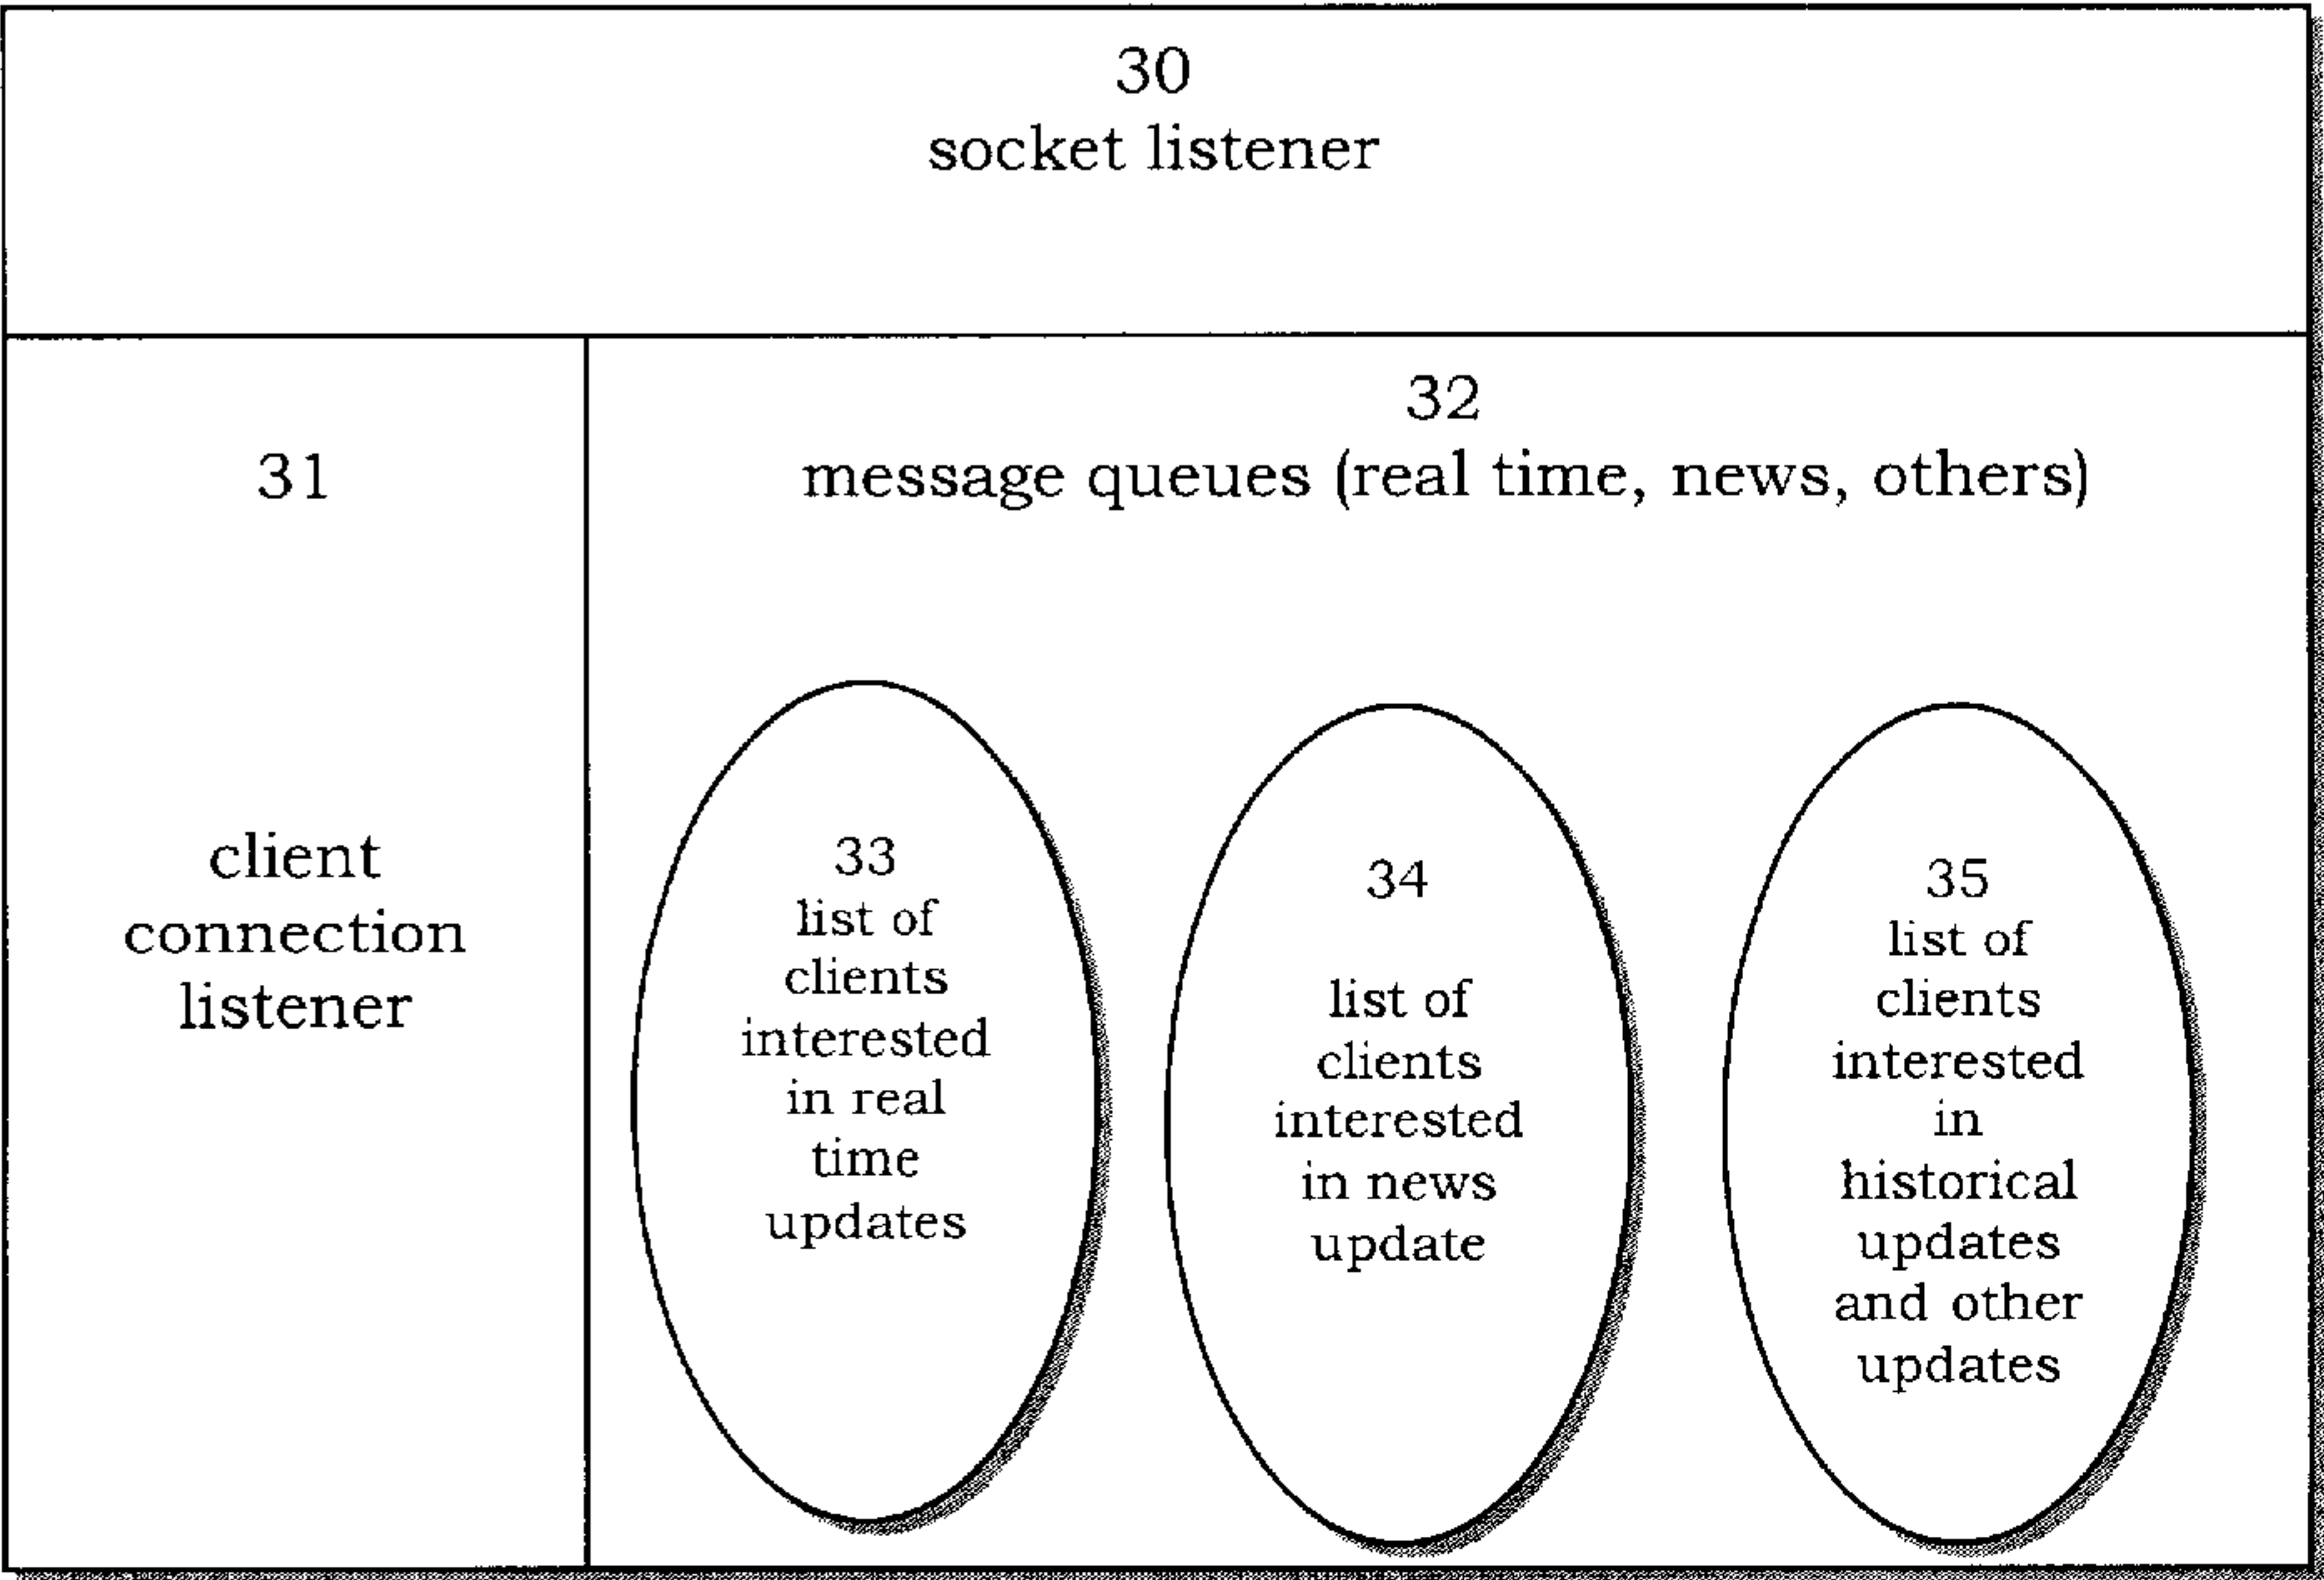 30
socket listener
31
client
connection
listener
32
message queues (real time, news, others)
33
list of
clients
interested
in real
time
updates
34
list of
clients
interested
in news
update
35
list of
clients
interested
in
historical
updates
and other
updates